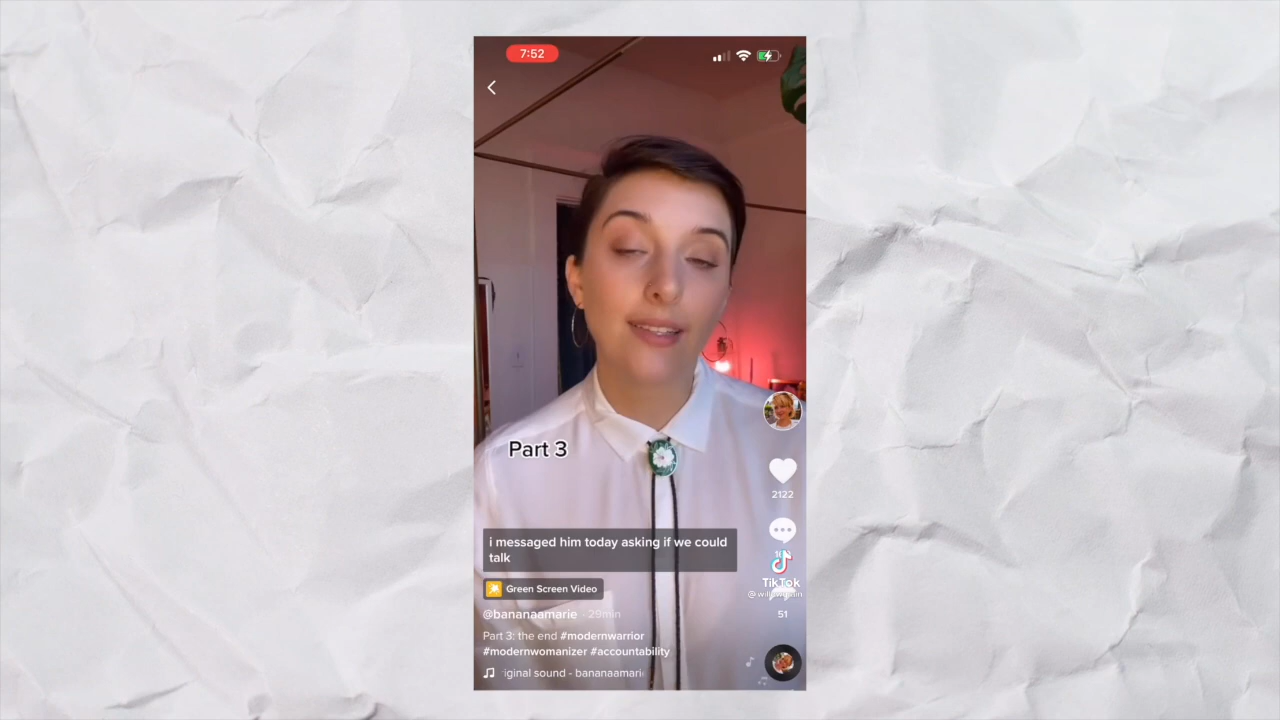 7:52
Part 3
2122
i messaged him today asking if we could
talk
TikTok
Green Screen Video
@bananaamarie · 29min
51
Part 3: the end #modernwarrior
#modernwomanizer #accountability
iginal sound - bananaamari